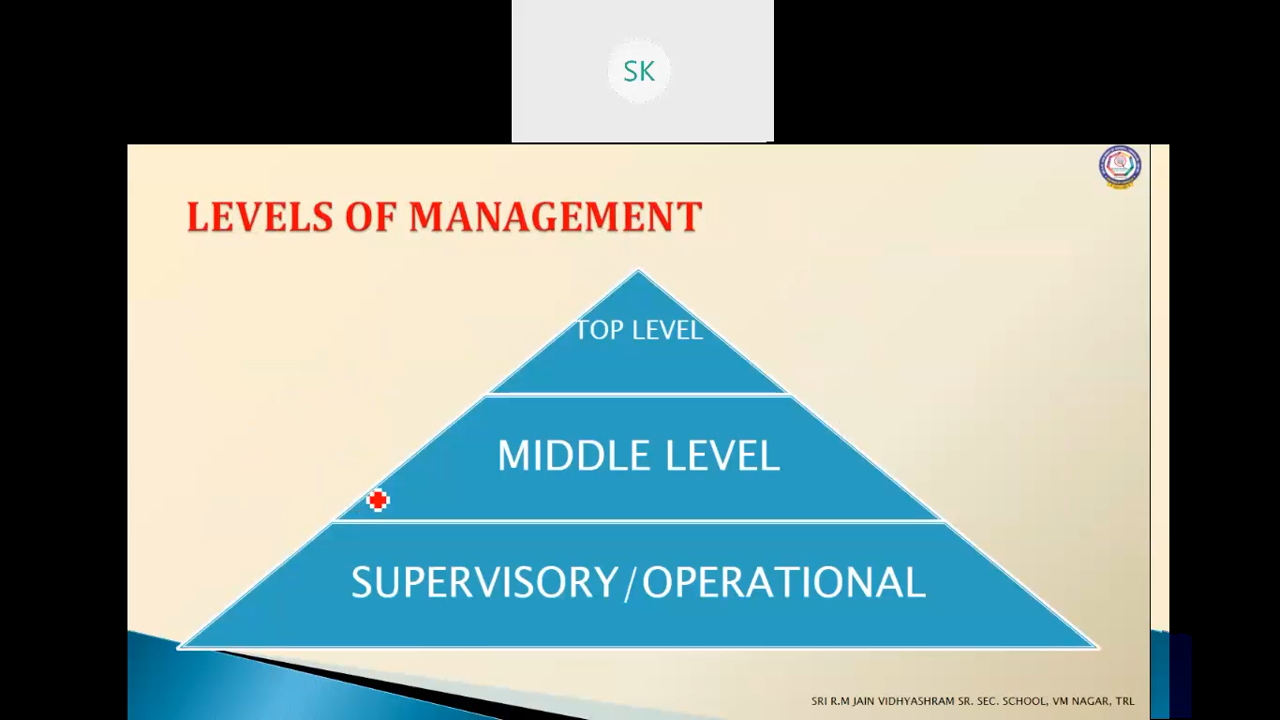 SK
LEVELS OF MANAGEMENT
TOP LEVEL
MIDDLE LEVEL
SUPERVISORY/OPERATIONAL
SRI R.M JAIN VIDHYASHRAM SR. SEC. SCHOOL, VM NAGAR, TRL